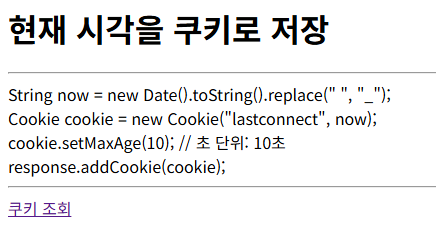 현재 시각을 쿠키로 저장
String now = new Date().toString().replace(" ", "_");
Cookie cookie = new Cookie("lastconnect", now);
cookie.setMaxAge(10); // 초 단위: 10초
response.addCookie(cookie);
쿠키 조회